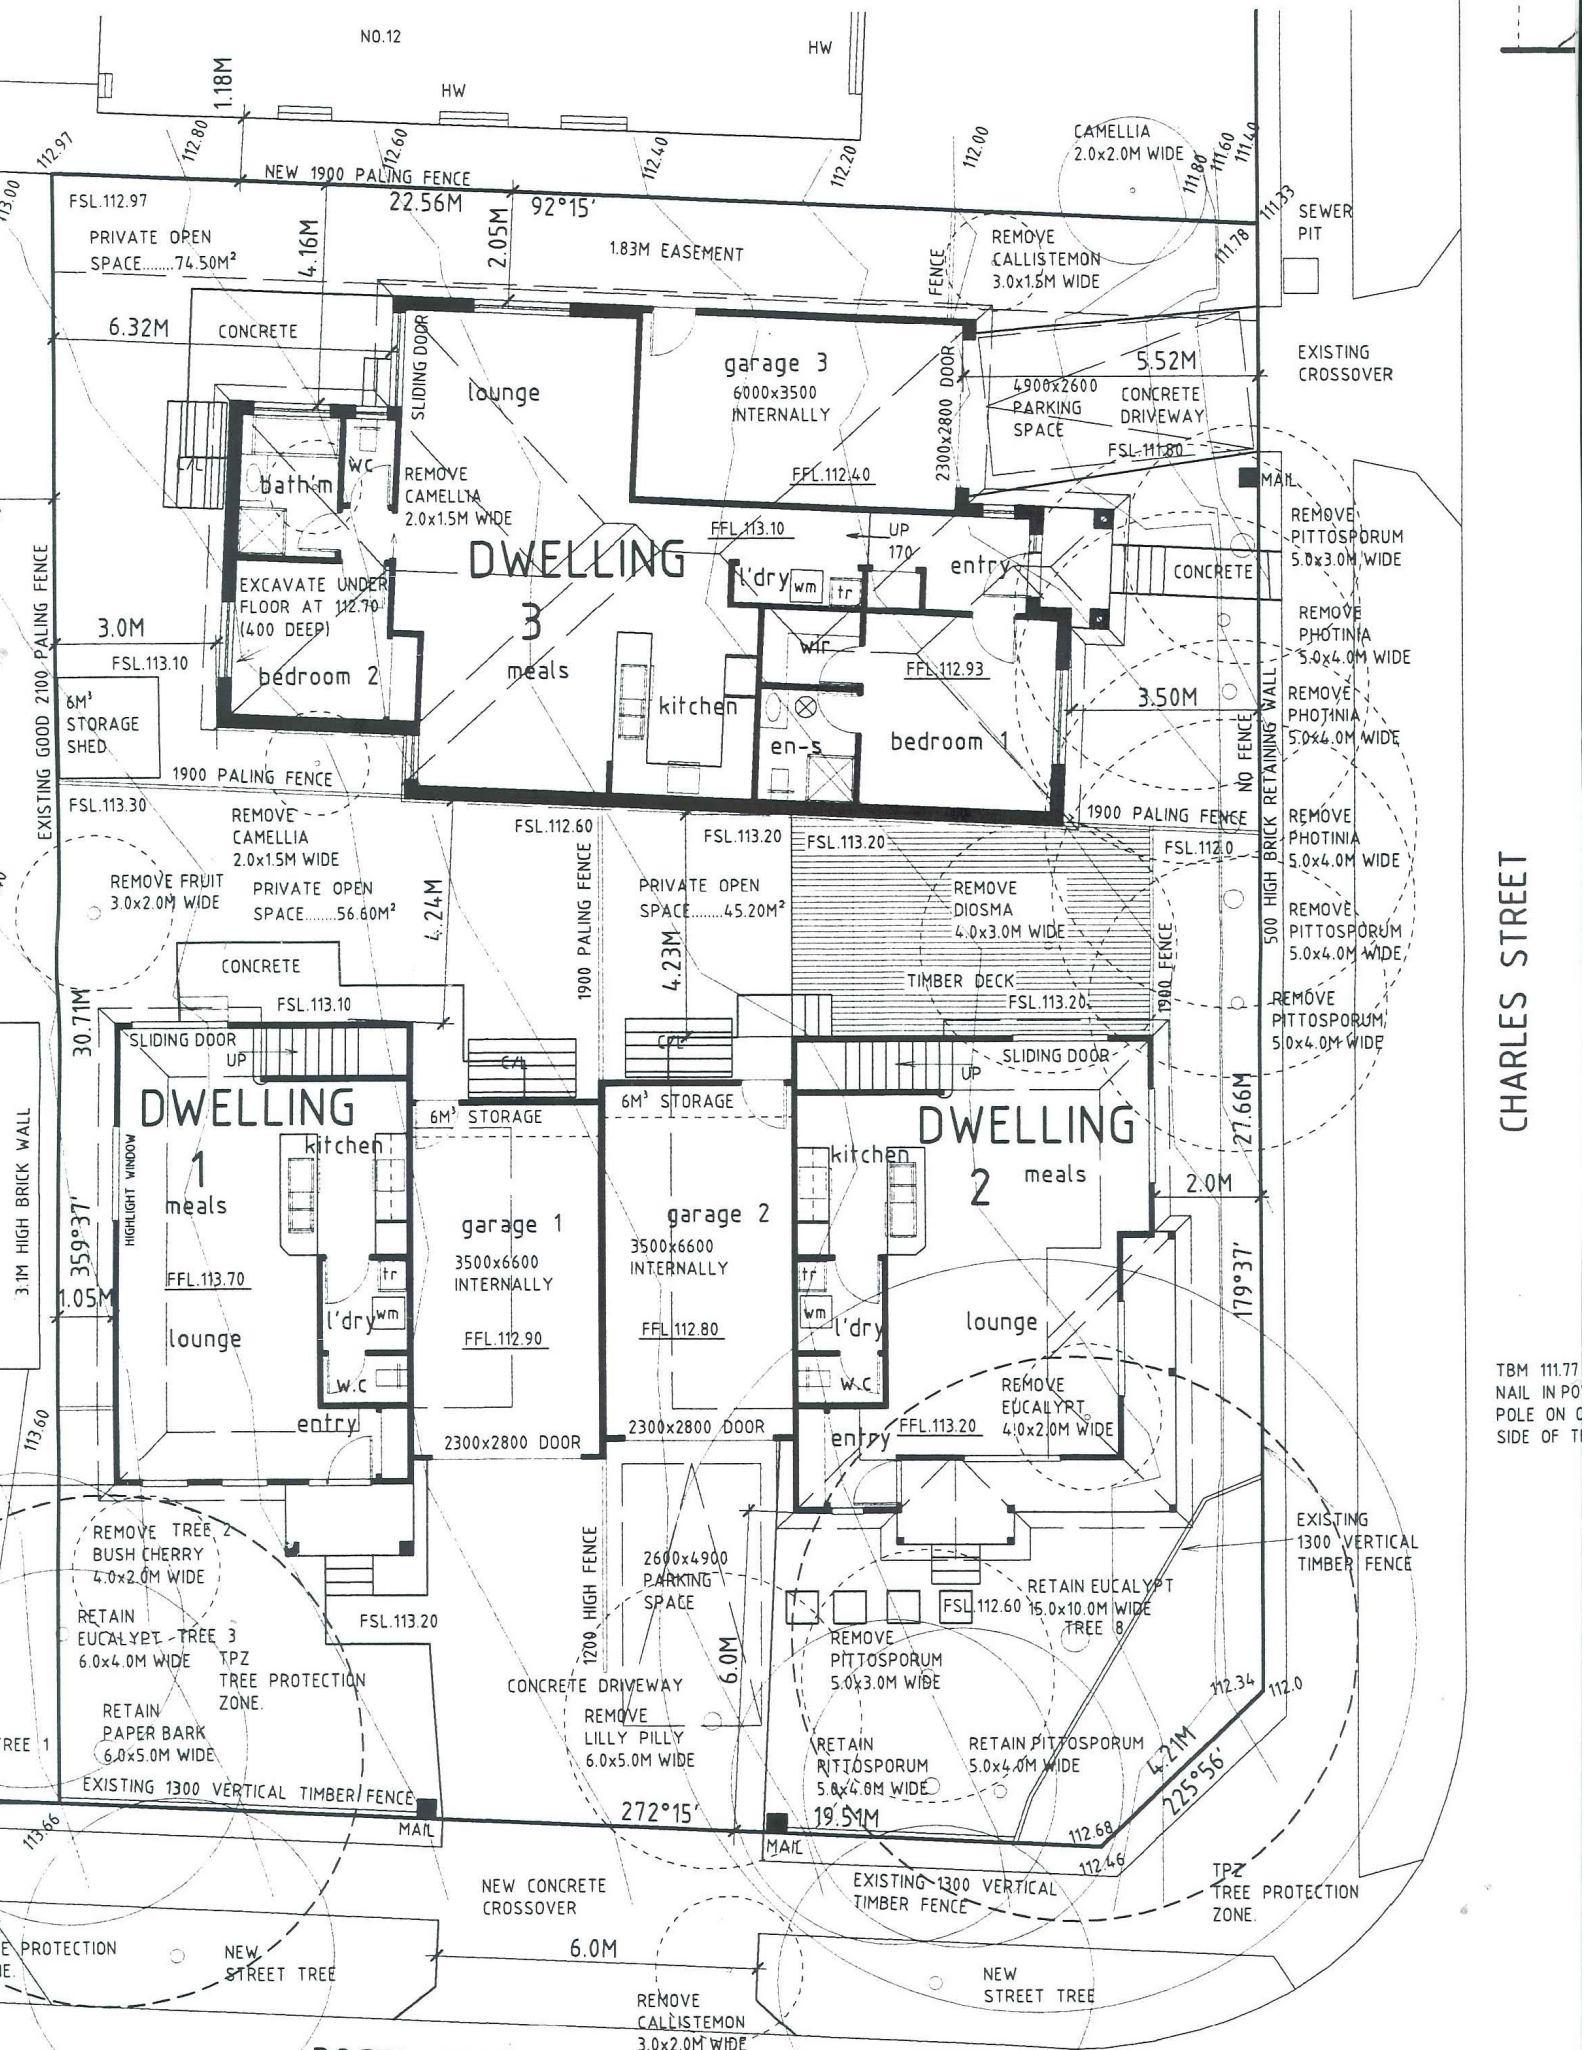 NO.12
HW
HW
1.18M
112.97
112.80
112.60
112.40
112.20
112.00
CAMELLIA
2.0x2.0M WIDE
111.80
111.60
111.40
113.00
NEW 1900 PALING FENCE
22.56M
92°15'
111.33
111.78
SEWER
PIT
FSL.112.97
PRIVATE OPEN
SPACE........74.50M²
4.16M
2.05M
1.83M EASEMENT
FENCE
REMOVE
CALLISTEMON
3.0x1.5M WIDE
6.32M
CONCRETE
SLIDING DOOR
lounge
garage 3
6000x3500
INTERNALLY
FFL.112.40
2300x2800 DOOR
5.52M
4900x2600
PARKING
SPACE
CONCRETE
DRIVEWAY
FSL.111.80
EXISTING
CROSSOVER
MAIL
C/L
bath'm
wc
REMOVE
CAMELLIA
2.0x1.5M WIDE
FFL.113.10
UP
170
entry
CONCRETE
REMOVE
PITTOSPORUM
5.0x3.0M WIDE
DWELLING
3
l'dry
wm
tr
EXCAVATE UNDER
FLOOR AT 112.70
(400 DEEP)
bedroom 2
meals
kitchen
wir
FFL.112.93
en-s
bedroom 1
3.50M
REMOVE
PHOTINIA
5.0x4.0M WIDE
REMOVE
PHOTINIA
5.0x4.0M WIDE
NO FENCE
500 HIGH BRICK RETAINING WALL
EXISTING GOOD 2100 PALING FENCE
3.0M
FSL.113.10
6M³
STORAGE
SHED
1900 PALING FENCE
FSL.113.30
1900 PALING FENCE
FSL.112.0
REMOVE
PHOTINIA
5.0x4.0M WIDE
REMOVE
CAMELLIA
2.0x1.5M WIDE
FSL.112.60
FSL.113.20
FSL.113.20
REMOVE FRUIT
3.0x2.0M WIDE
PRIVATE OPEN
SPACE........56.60M²
4.24M
1900 PALING FENCE
PRIVATE OPEN
SPACE........45.20M²
4.23M
REMOVE
DIOSMA
4.0x3.0M WIDE
TIMBER DECK
FSL.113.20
1900 FENCE
REMOVE
PITTOSPORUM
5.0x4.0M WIDE
REMOVE
PITTOSPORUM
5.0x4.0M WIDE
CHARLES STREET
CONCRETE
FSL.113.10
30.71M
SLIDING DOOR
UP
C/L
C/L
SLIDING DOOR
UP
27.66M
3.1M HIGH BRICK WALL
DWELLING
1
HIGHLIGHT WINDOW
meals
kitchen
6M³ STORAGE
6M³ STORAGE
DWELLING
2
kitchen
meals
2.0M
359°37'
1.05M
FFL.113.70
lounge
garage 1
3500x6600
INTERNALLY
FFL.112.90
garage 2
3500x6600
INTERNALLY
FFL 112.80
tr
wm
l'dry
w.c
entry
tr
wm
l'dry
w.c
entry
lounge
179°37'
REMOVE
EUCALYPT
4.0x2.0M WIDE
FFL.113.20
TBM 111.77
113.60
2300x2800 DOOR
2300x2800 DOOR
REMOVE TREE 2
BUSH CHERRY
4.0x2.0M WIDE
RETAIN
EUCALYPT TREE 3
6.0x4.0M WIDE
TPZ
TREE PROTECTION
ZONE.
FSL.113.20
RETAIN
PAPER BARK
6.0x5.0M WIDE
1200 HIGH FENCE
2600x4900
PARKING
SPACE
6.0M
CONCRETE DRIVEWAY
REMOVE
LILLY PILLY
6.0x5.0M WIDE
FSL.112.60
RETAIN EUCALYPT
15.0x10.0M WIDE
TREE 8
REMOVE
PITTOSPORUM
5.0x3.0M WIDE
RETAIN
PITTOSPORUM
5.0x4.0M WIDE
RETAIN PITTOSPORUM
5.0x4.0M WIDE
EXISTING
1300 VERTICAL
TIMBER FENCE
112.34
112.0
4.21M
225°56'
EXISTING 1300 VERTICAL TIMBER FENCE
MAIL
272°15'
19.51M
MAIL
112.68
112.46
113.66
NEW CONCRETE
CROSSOVER
EXISTING 1300 VERTICAL
TIMBER FENCE
TPZ
TREE PROTECTION
ZONE.
PROTECTION
NEW
STREET TREE
6.0M
NEW
STREET TREE
REMOVE
CALLISTEMON
3.0x2.0M WIDE